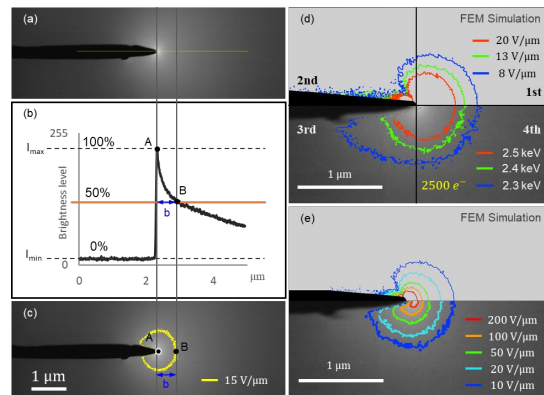 (a)
(b)
255
100%
A
Imax
Brightness level
50%
B
b
Imin
0%
0
0
2
4
μm
(c)
A
B
b
1 μm
15 V/μm
(d)
FEM Simulation
20 V/μm
13 V/μm
8 V/μm
2nd
1st
3rd
4th
2.5 keV
2.4 keV
2.3 keV
2500 e−
1 μm
(e)
FEM Simulation
200 V/μm
100 V/μm
50 V/μm
20 V/μm
10 V/μm
1 μm